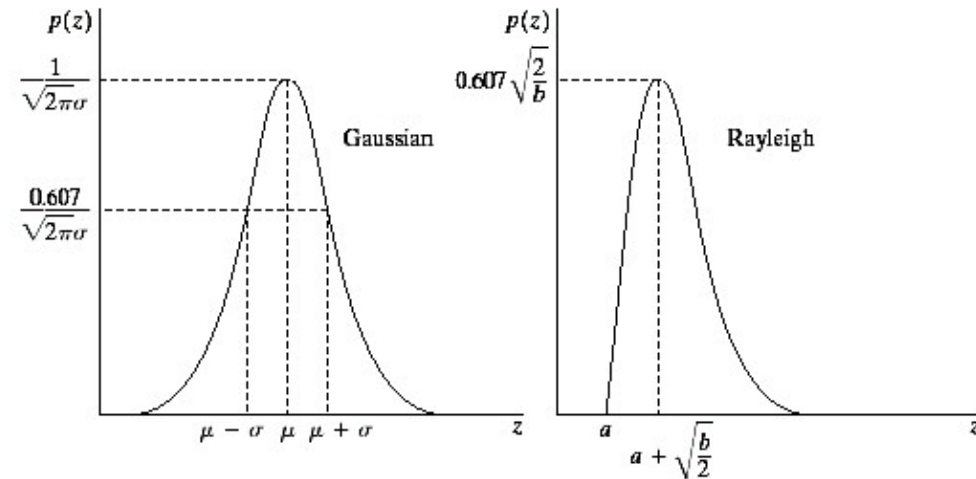 p(z)
1/√2πσ
0.607/√2πσ
Gaussian
μ − σ μ μ + σ z
p(z)
0.607√2/b
Rayleigh
a z
a + √b/2